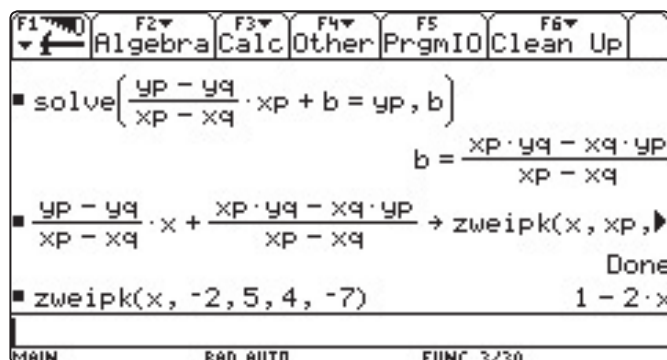 F1 F2 F3 F4 F5 F6
Algebra Calc Other PrgmIO Clean Up
▪ solve((yp − yq)/(xp − xq)·xp + b = yp, b)
b = (xp·yq − xq·yp)/(xp − xq)
▪ (yp − yq)/(xp − xq)·x + (xp·yq − xq·yp)/(xp − xq) → zweipk(x, xp,▶
Done
▪ zweipk(x, -2, 5, 4, -7) 1 − 2·x
MAIN RAD AUTO FUNC 3/30